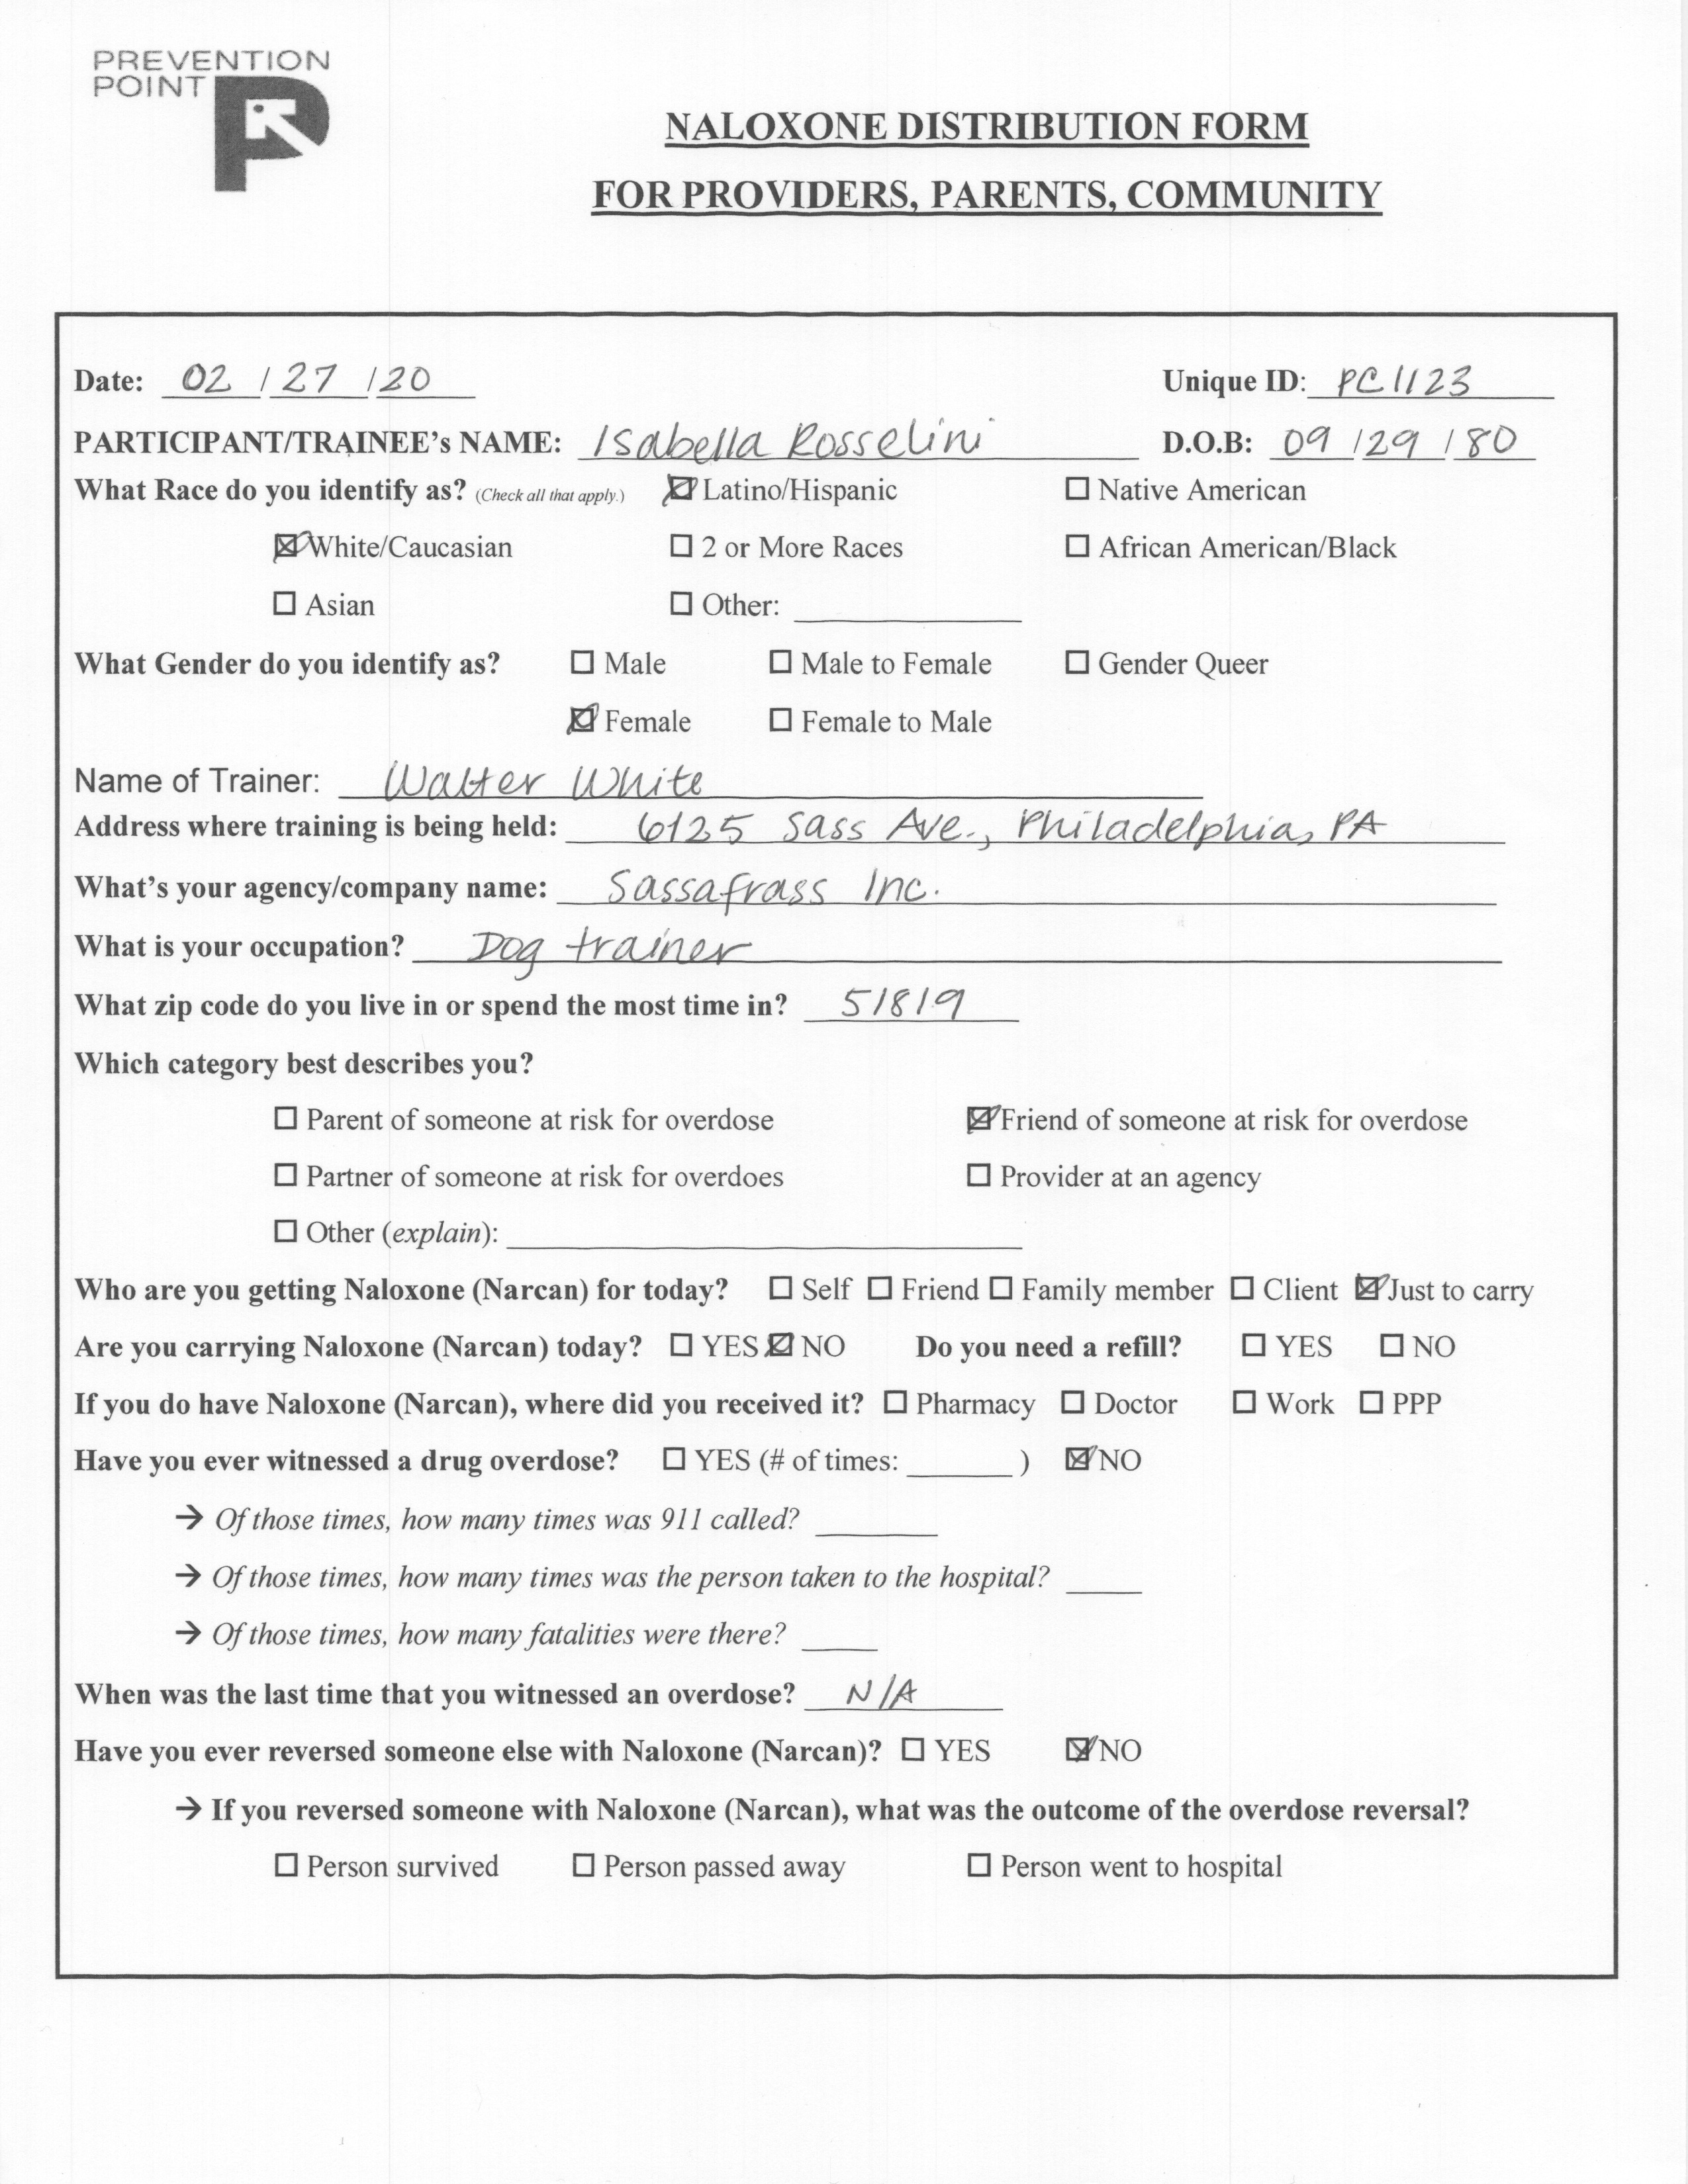 PREVENTION
POINT
NALOXONE DISTRIBUTION FORM
FOR PROVIDERS, PARENTS, COMMUNITY
Date: 02 / 27 / 20 Unique ID: PC1123
PARTICIPANT/TRAINEE's NAME: Isabella Rosselini D.O.B: 09 / 29 / 80
What Race do you identify as? (Check all that apply.) ☒ Latino/Hispanic ☐ Native American
☒ White/Caucasian ☐ 2 or More Races ☐ African American/Black
☐ Asian ☐ Other: 
What Gender do you identify as? ☐ Male ☐ Male to Female ☐ Gender Queer
☒ Female ☐ Female to Male
Name of Trainer: Walter White
Address where training is being held: 6125 Sass Ave., Philadelphia, PA
What's your agency/company name: Sassafrass Inc.
What is your occupation? Dog trainer
What zip code do you live in or spend the most time in? 51819
Which category best describes you?
☐ Parent of someone at risk for overdose ☒ Friend of someone at risk for overdose
☐ Partner of someone at risk for overdoes ☐ Provider at an agency
☐ Other (explain):
Who are you getting Naloxone (Narcan) for today? ☐ Self ☐ Friend ☐ Family member ☐ Client ☒ Just to carry
Are you carrying Naloxone (Narcan) today? ☐ YES ☒ NO Do you need a refill? ☐ YES ☐ NO
If you do have Naloxone (Narcan), where did you received it? ☐ Pharmacy ☐ Doctor ☐ Work ☐ PPP
Have you ever witnessed a drug overdose? ☐ YES (# of times: ______ ) ☒ NO
→ Of those times, how many times was 911 called?
→ Of those times, how many times was the person taken to the hospital?
→ Of those times, how many fatalities were there?
When was the last time that you witnessed an overdose? N/A
Have you ever reversed someone else with Naloxone (Narcan)? ☐ YES ☒ NO
→ If you reversed someone with Naloxone (Narcan), what was the outcome of the overdose reversal?
☐ Person survived ☐ Person passed away ☐ Person went to hospital